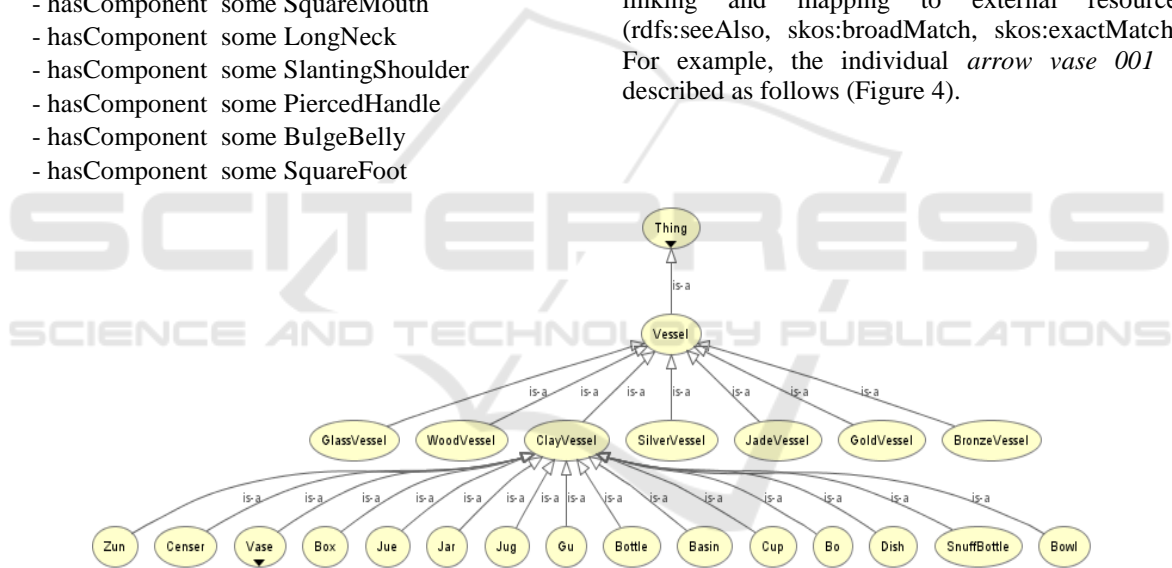 - hasComponent some SquareMouth
- hasComponent some LongNeck
- hasComponent some SlantingShoulder
- hasComponent some PiercedHandle
- hasComponent some BulgeBelly
- hasComponent some SquareFoot
linking and mapping to external resource
(rdfs:seeAlso, skos:broadMatch, skos:exactMatch
For example, the individual arrow vase 001
described as follows (Figure 4).
SCITEPRESS
SCIENCE AND TECHNOLOGY PUBLICATIONS
Thing
is-a
Vessel
is-a is-a is-a is-a is-a is-a is-a
GlassVessel WoodVessel ClayVessel SilverVessel JadeVessel GoldVessel BronzeVessel
is-a is-a is-a is-a is-a is-a is-a is-a is-a is-a is-a is-a is-a is-a
Zun Censer Vase Box Jue Jar Jug Gu Bottle Basin Cup Bo Dish SnuffBottle Bowl